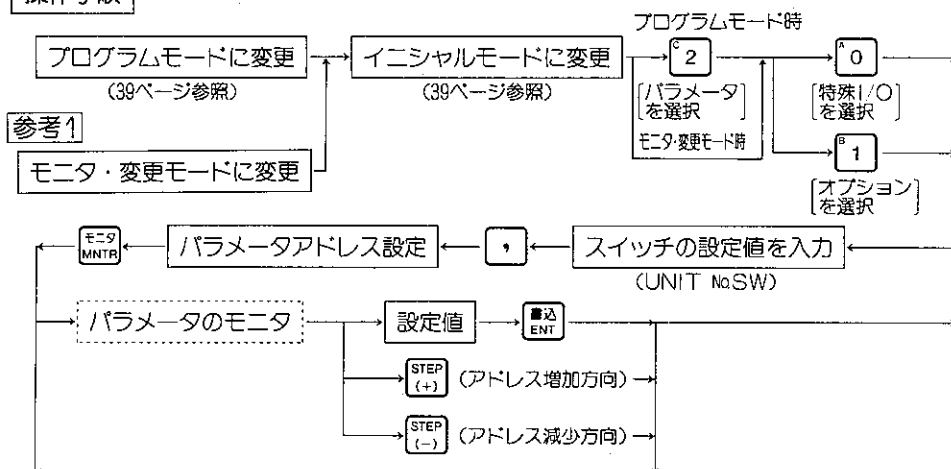 操作手順
プログラムモード時
プログラムモードに変更
(39ページ参照)
イニシャルモードに変更
(39ページ参照)
C
2
[パラメータを選択]
モニタ・変更モード時
A
0
[特殊I/Oを選択]
B
1
[オプションを選択]
参考1
モニタ・変更モードに変更
モニタ
MNTR
パラメータアドレス設定
,
スイッチの設定値を入力
(UNIT No.SW)
パラメータのモニタ
設定値
書込
ENT
STEP
(+)
(アドレス増加方向)
STEP
(−)
(アドレス減少方向)